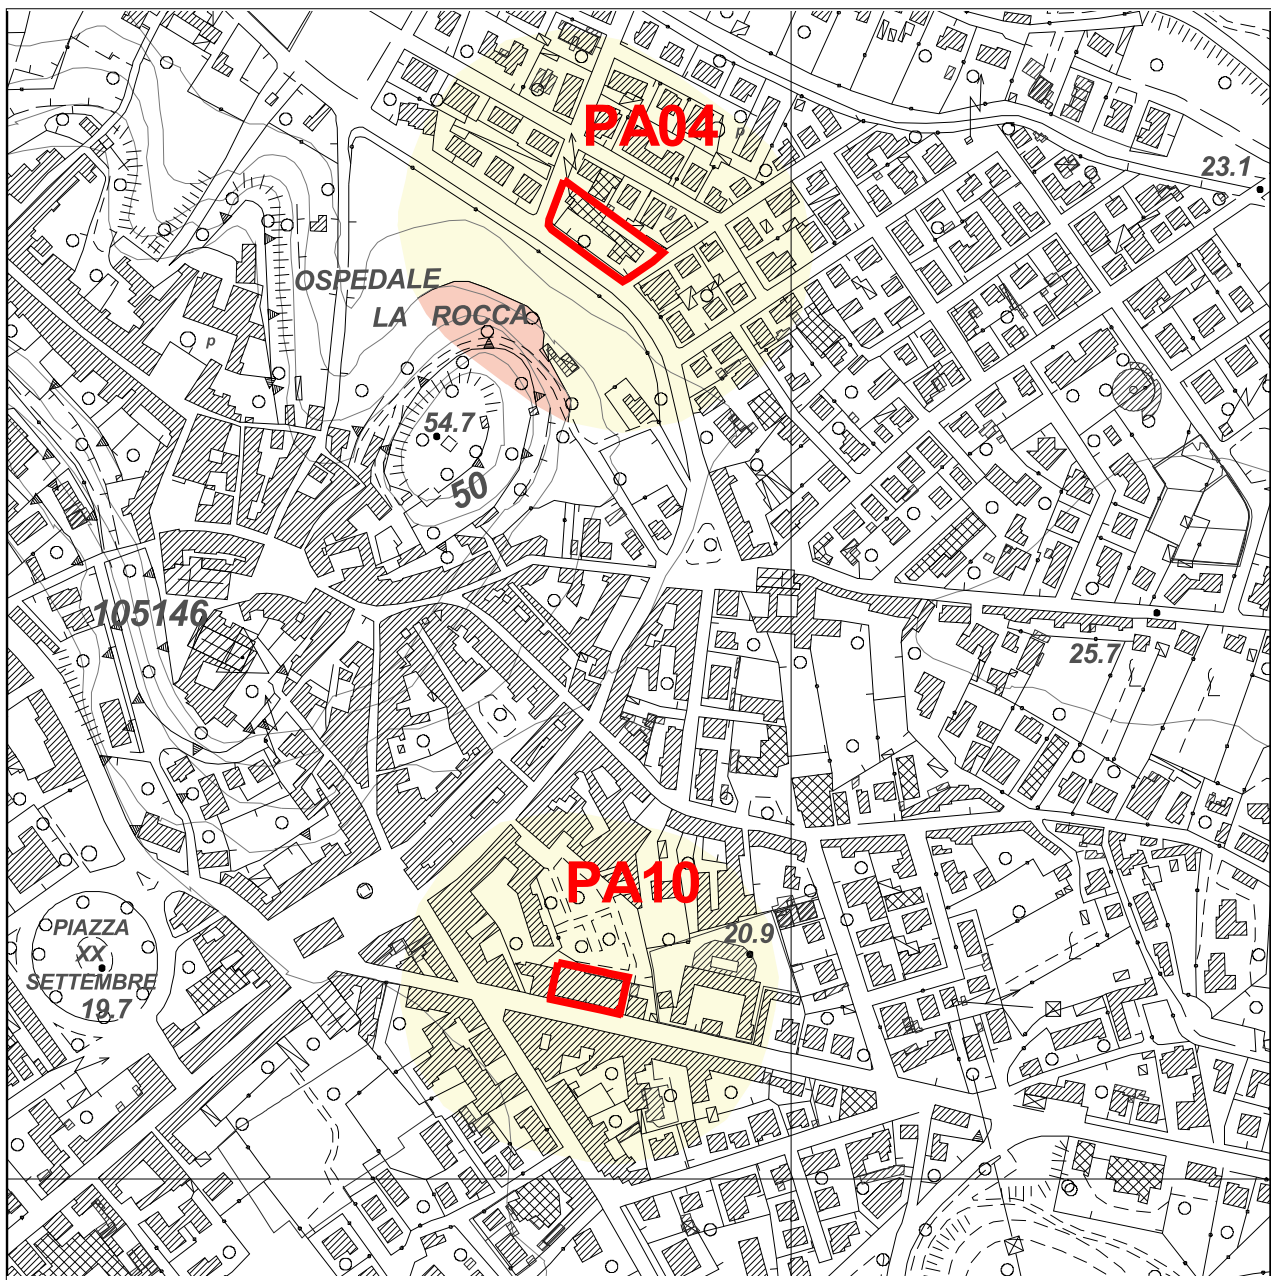 PA04
p
23.1
OSPEDALE
LA ROCCA
p
54.7
50
105146
25.7
PA10
PIAZZA
XX
SETTEMBRE
19.7
20.9